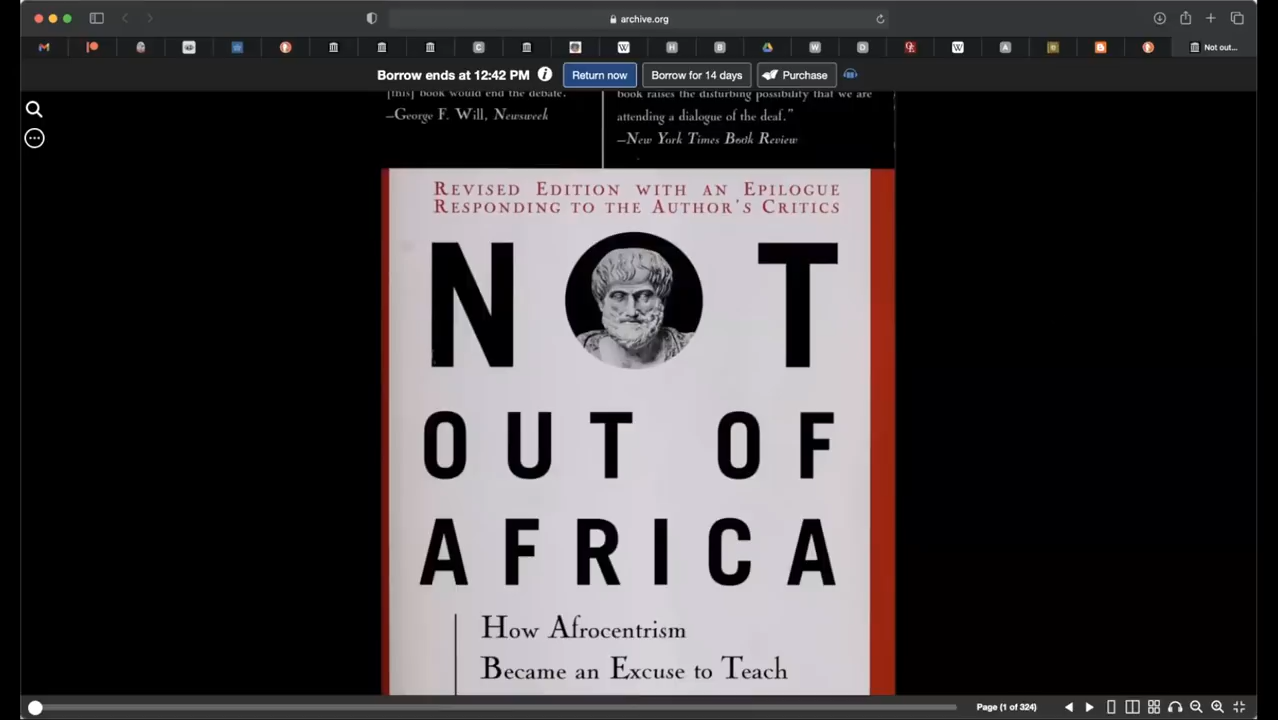 archive.org
Not out...
Borrow ends at 12:42 PM
Return now
Borrow for 14 days
Purchase
[this] book would end the debate."
—George F. Will, Newsweek
book raises the disturbing possibility that we are
attending a dialogue of the deaf."
—New York Times Book Review
REVISED EDITION WITH AN EPILOGUE
RESPONDING TO THE AUTHOR'S CRITICS
NOT
OUT OF
AFRICA
How Afrocentrism
Became an Excuse to Teach
Page (1 of 324)